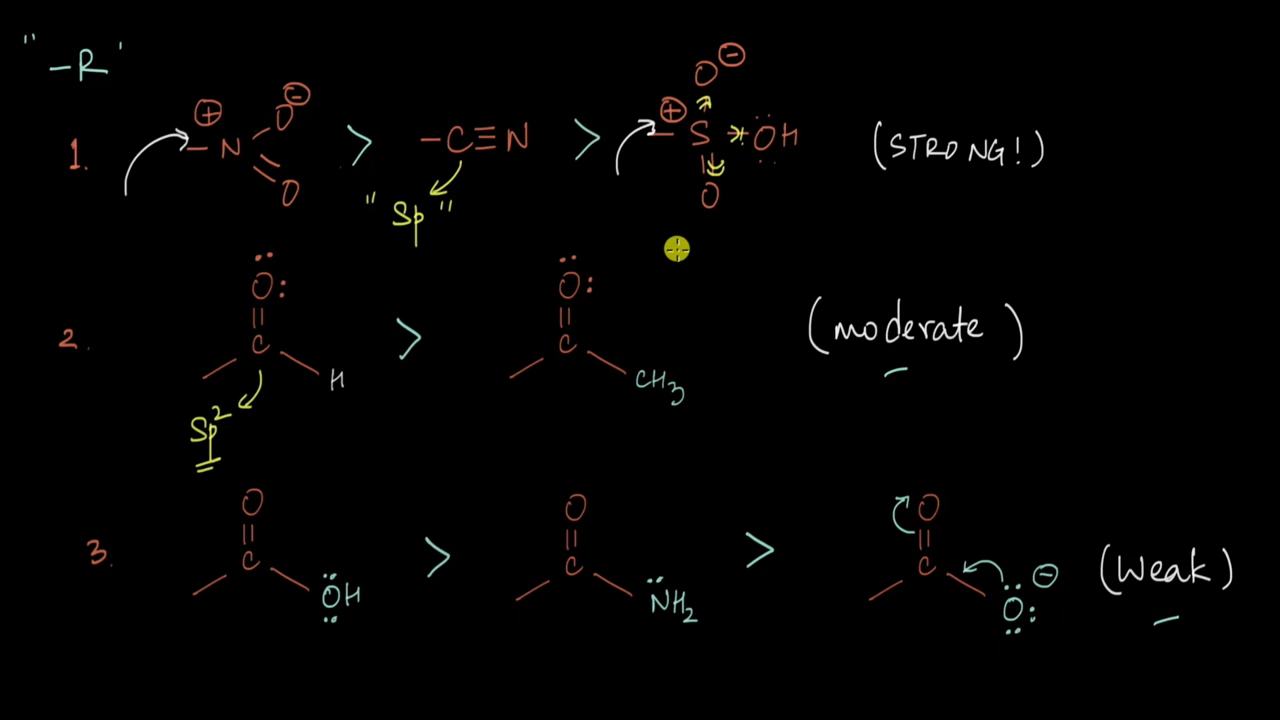 " –R '
1. ⊕ –N O⊖ O > –C≡N > ⊕ –S O⊖ OH O (STRONG!)
" Sp "
2. O C H > O C CH3 (moderate)
Sp2
3. O C OH > O C NH2 > O C O⊖ (Weak)